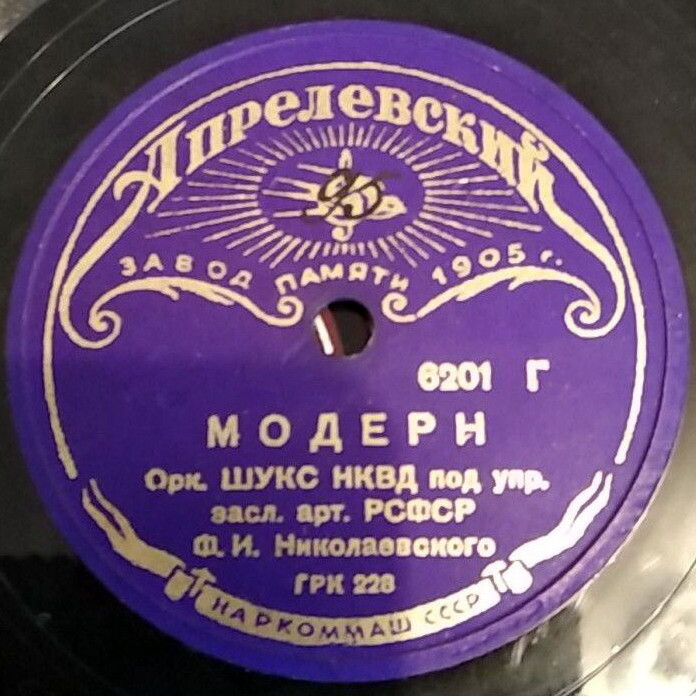 Апрелевский
ЗАВОД ПАМЯТИ 1905 г.
6201 Г
МОДЕРН
Орк. ШУКС НКВД под упр.
засл. арт. РСФСР
Ф. И. Николаевского
ГРК 228
НАРКОММАШ СССР